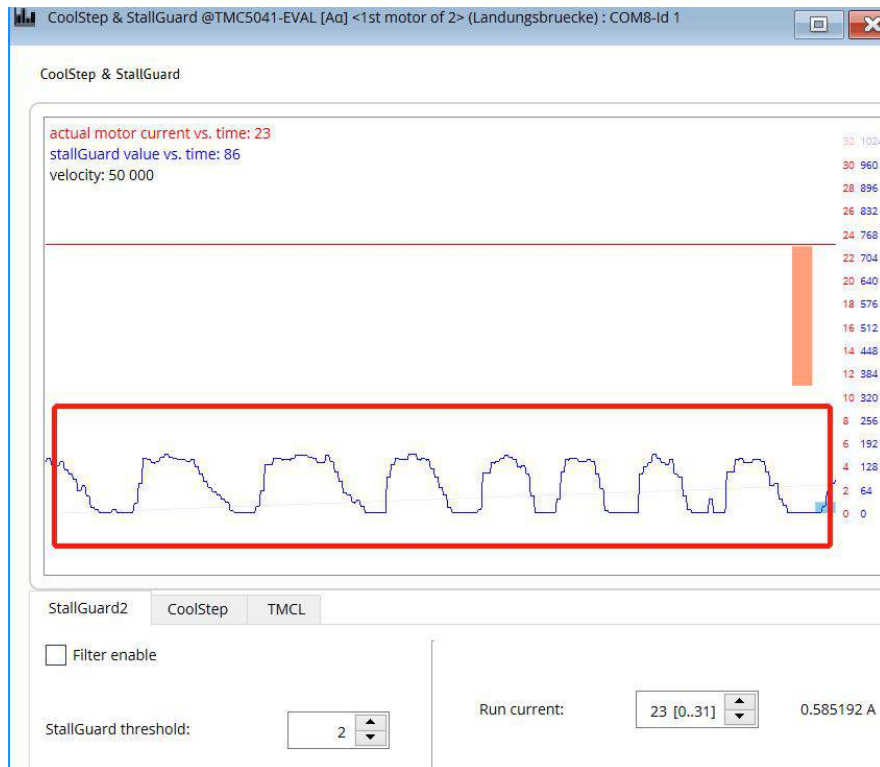 CoolStep & StallGuard @TMC5041-EVAL [Aα] <1st motor of 2> (Landungsbruecke) : COM8-Id 1
CoolStep & StallGuard
actual motor current vs. time: 23
stallGuard value vs. time: 86
velocity: 50 000
32 1024
30 960
28 896
26 832
24 768
22 704
20 640
18 576
16 512
14 448
12 384
10 320
8 256
6 192
4 128
2 64
0 0
StallGuard2 CoolStep TMCL
Filter enable
StallGuard threshold: 2
Run current: 23 [0..31] 0.585192 A